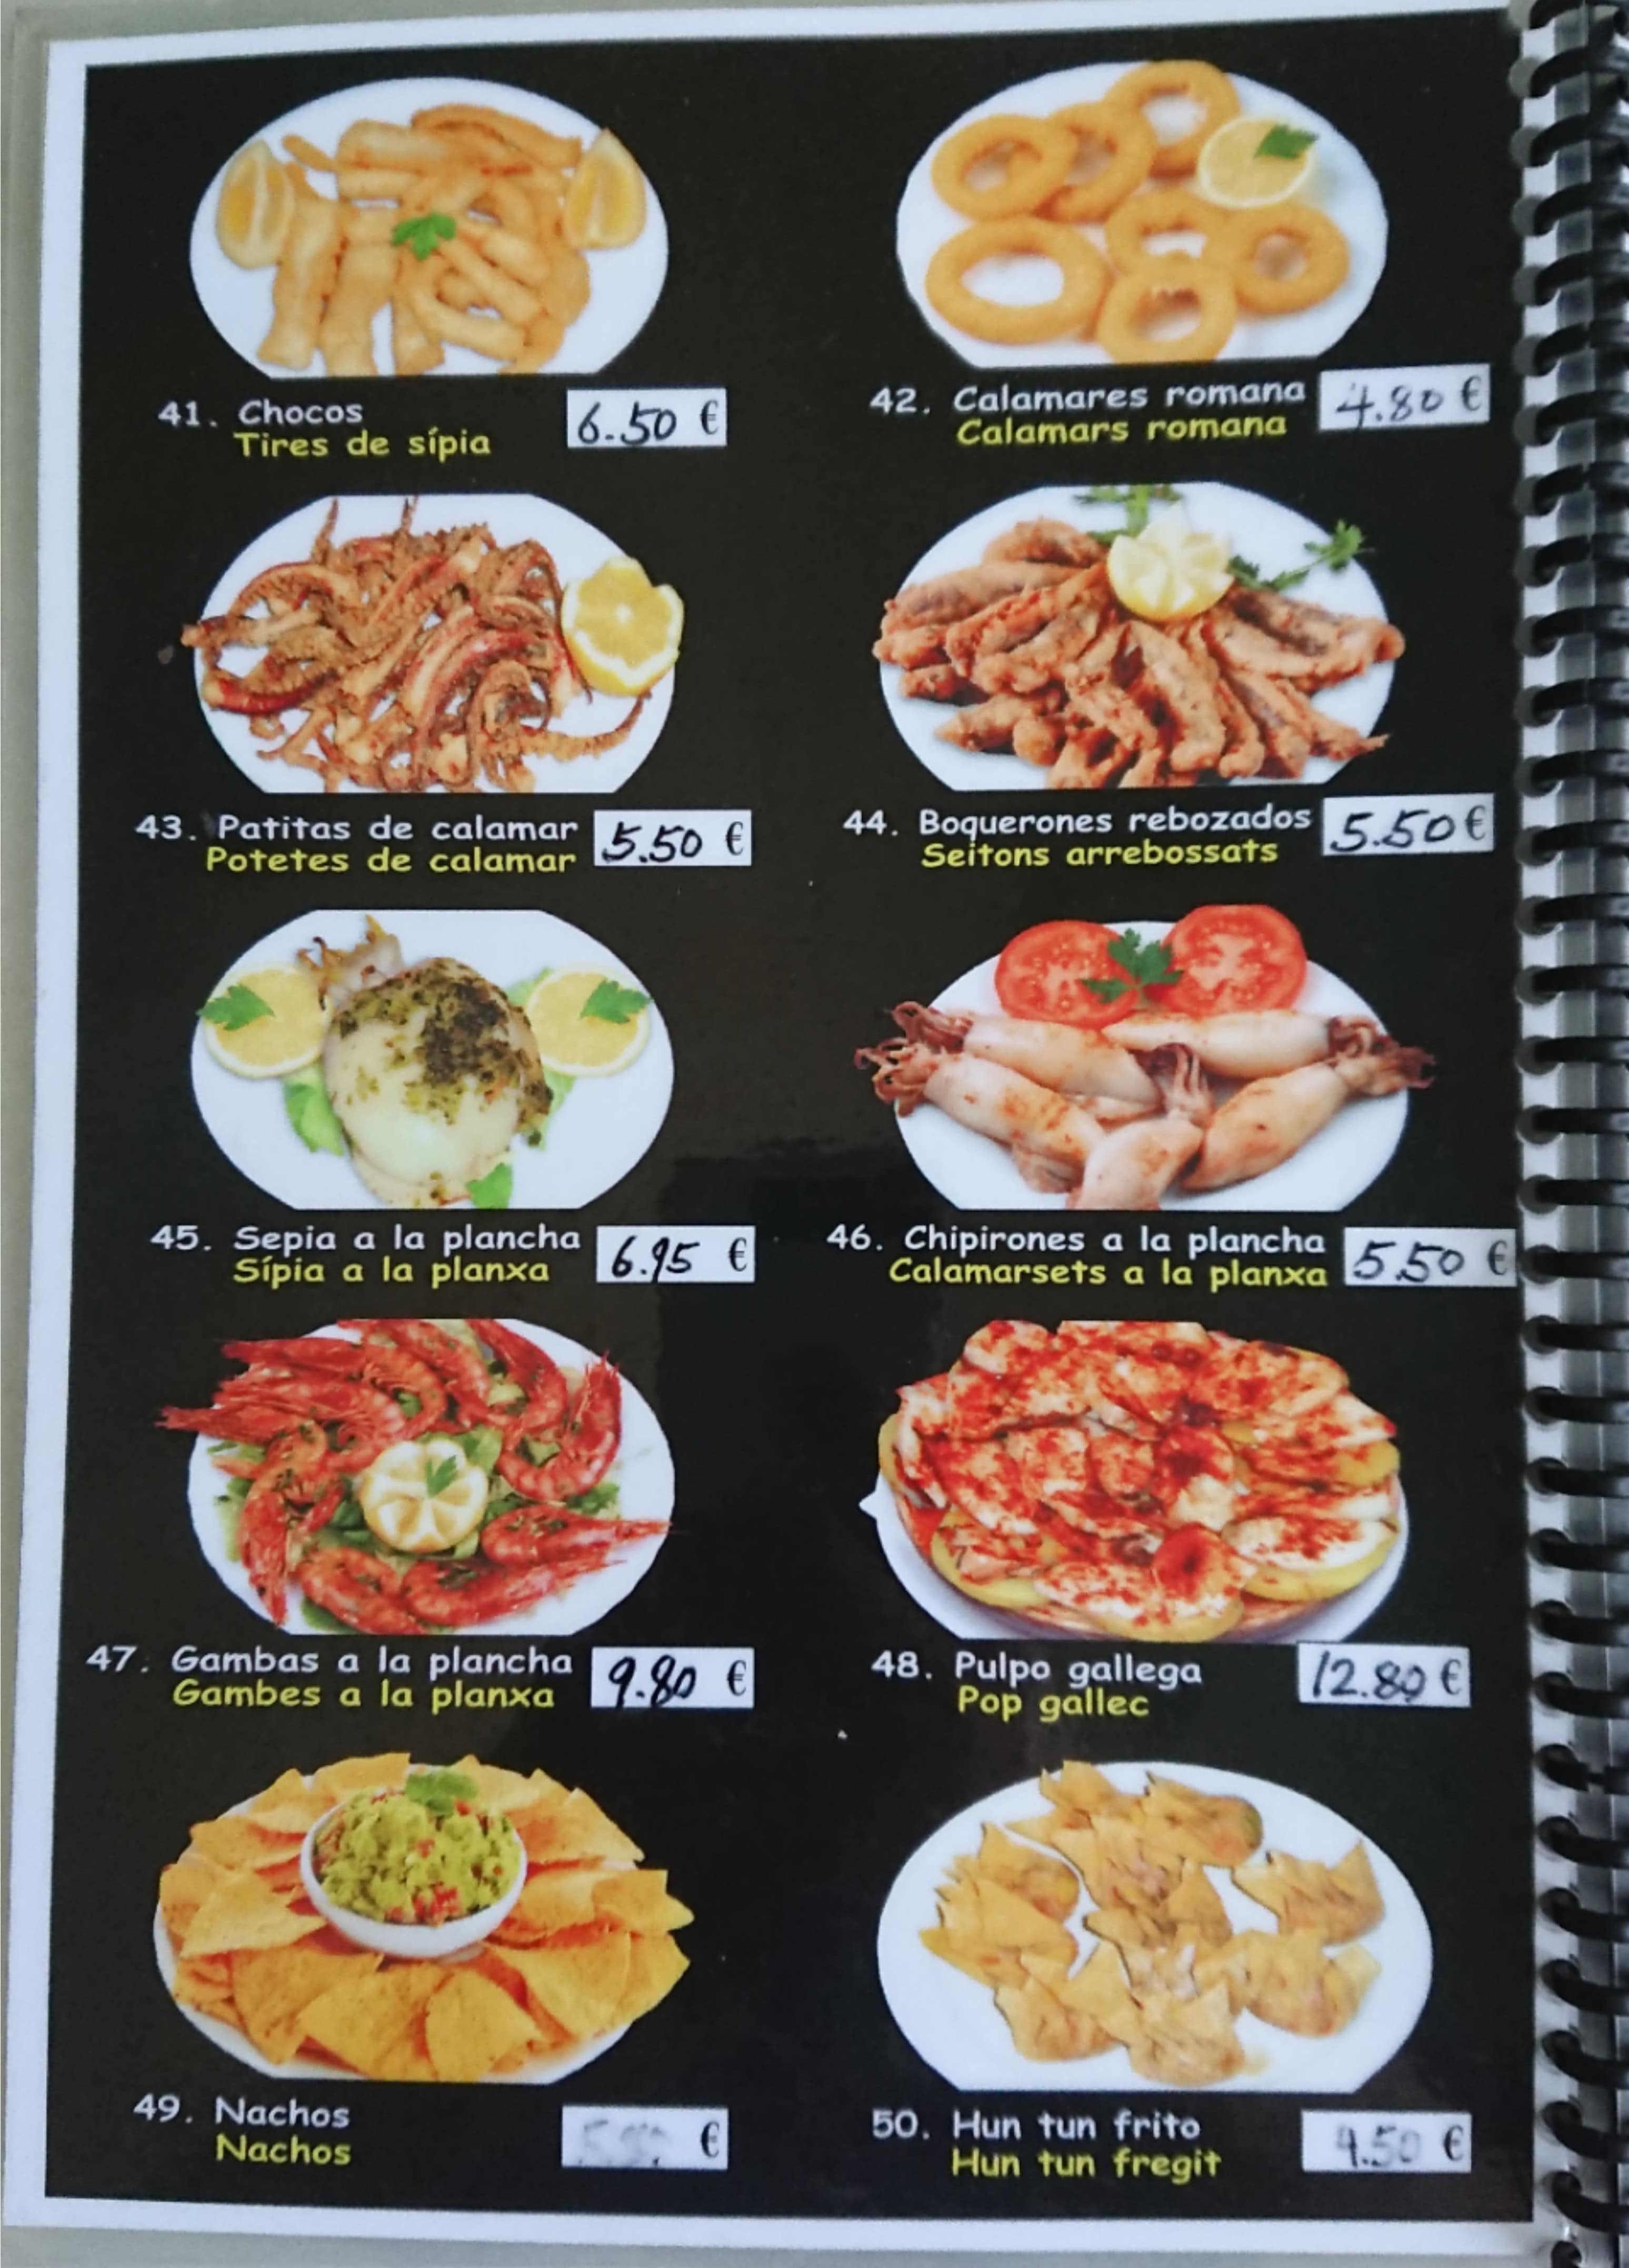 41. Chocos
Tires de sípia
6.50 €
42. Calamares romana
Calamars romana
4.80 €
43. Patitas de calamar
Potetes de calamar
5.50 €
44. Boquerones rebozados
Seitons arrebossats
5.50 €
45. Sepia a la plancha
Sípia a la planxa
6.95 €
46. Chipirones a la plancha
Calamarsets a la planxa
5.50 €
47. Gambas a la plancha
Gambes a la planxa
9.80 €
48. Pulpo gallega
Pop gallec
12.80 €
49. Nachos
Nachos
€
50. Hun tun frito
Hun tun fregit
4.50 €